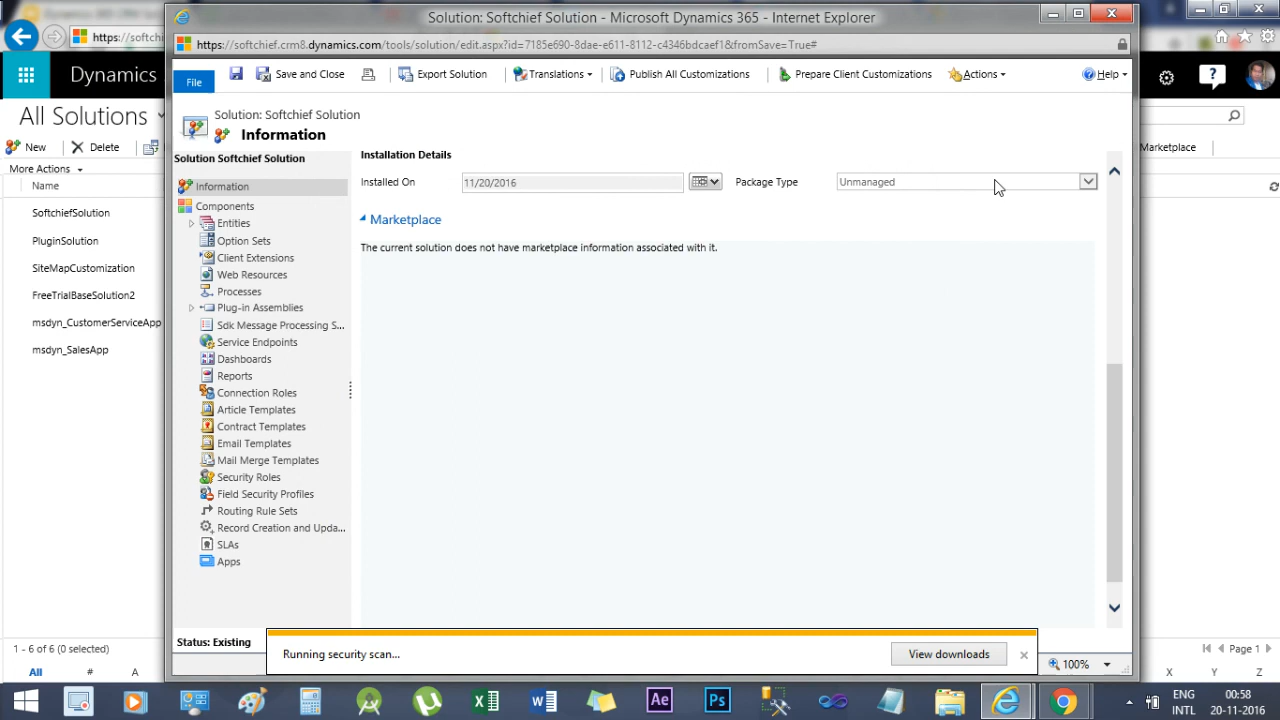 Solution: Softchief Solution - Microsoft Dynamics 365 - Internet Explorer
https://softchief.crm8.dynamics.com/tools/solution/edit.aspx?id=7185e690-8dae-e611-8112-c4346bdcaef18&fromSave=True#
https://softchi
File
Save and Close
Export Solution
Translations
Publish All Customizations
Prepare Client Customizations
Actions
Help
Dynamics
All Solutions
New
Delete
More Actions
Name
SoftchiefSolution
PluginSolution
SiteMapCustomization
FreeTrialBaseSolution2
msdyn_CustomerServiceApp
msdyn_SalesApp
1 - 6 of 6 (0 selected)
All # A
Solution: Softchief Solution
Information
Solution Softchief Solution
Information
Components
Entities
Option Sets
Client Extensions
Web Resources
Processes
Plug-in Assemblies
Sdk Message Processing S...
Service Endpoints
Dashboards
Reports
Connection Roles
Article Templates
Contract Templates
Email Templates
Mail Merge Templates
Security Roles
Field Security Profiles
Routing Rule Sets
Record Creation and Upda...
SLAs
Apps
Status: Existing
Installation Details
Installed On 11/20/2016 Package Type Unmanaged
Marketplace
The current solution does not have marketplace information associated with it.
Running security scan...
View downloads
100%
Marketplace
Page 1
X Y Z
Ae Ps
ENG
INTL
00:58
20-11-2016